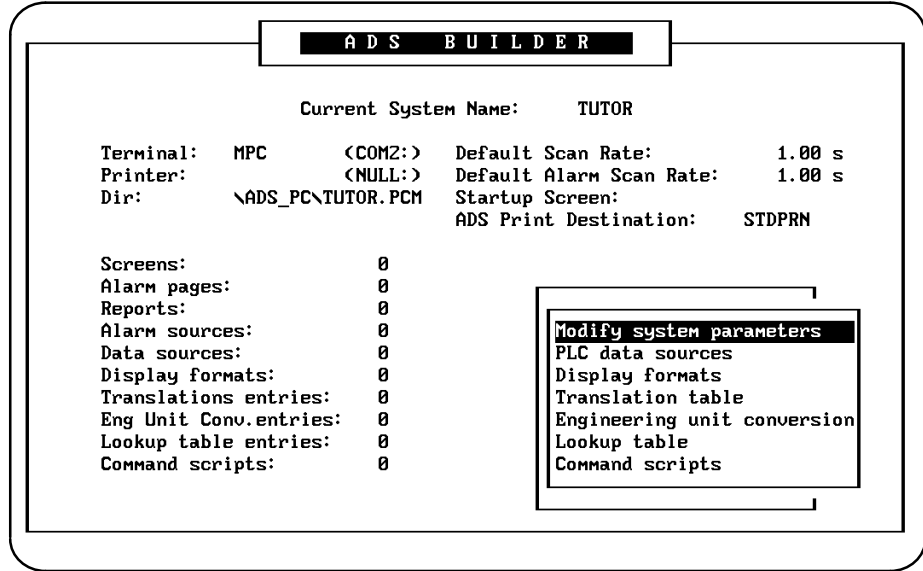 ADS BUILDER
Current System Name: TUTOR
Terminal: MPC (COM2:) Default Scan Rate: 1.00 s
Printer: (NULL:) Default Alarm Scan Rate: 1.00 s
Dir: \ADS_PC\TUTOR.PCM Startup Screen:
ADS Print Destination: STDPRN
Screens: 0
Alarm pages: 0
Reports: 0
Alarm sources: 0
Data sources: 0
Display formats: 0
Translations entries: 0
Eng Unit Conv.entries: 0
Lookup table entries: 0
Command scripts: 0
Modify system parameters
PLC data sources
Display formats
Translation table
Engineering unit conversion
Lookup table
Command scripts